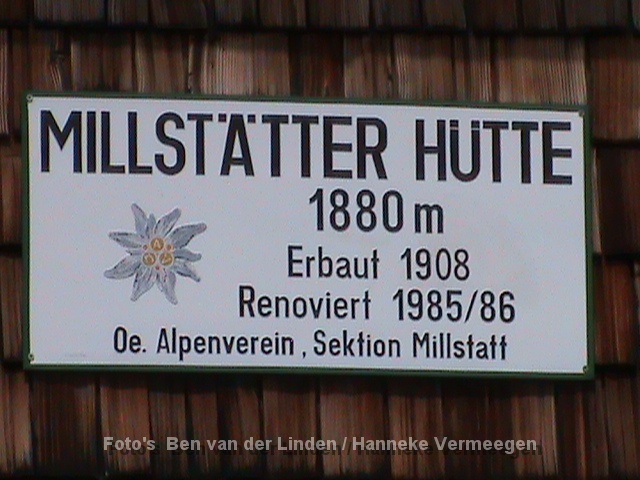 MILLSTÄTTER HÜTTE
1880 m
Erbaut 1908
Renoviert 1985/86
Oe. Alpenverein, Sektion Millstatt
Foto's Ben van der Linden / Hanneke Vermeegen